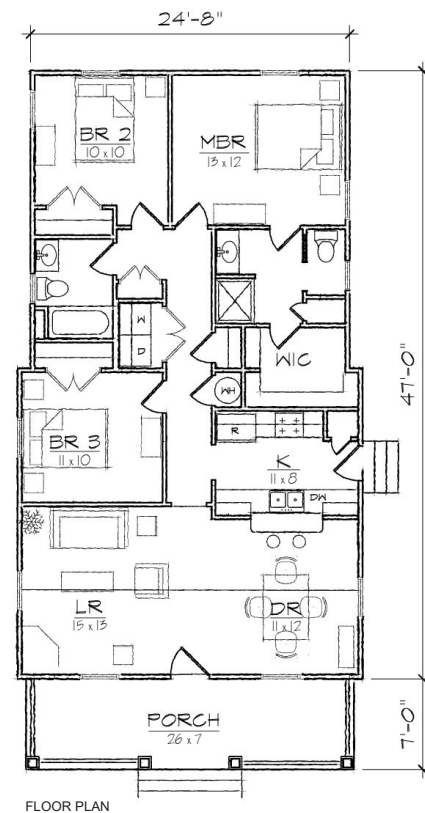 24'-8"
BR 2
10 x 10
MBR
13 x 12
W
D
WIC
WH
47'-0"
BR 3
11 x 10
R
K
11 x 8
DW
LR
15 x 13
DR
11 x 12
PORCH
26 x 7
7'-0"
FLOOR PLAN